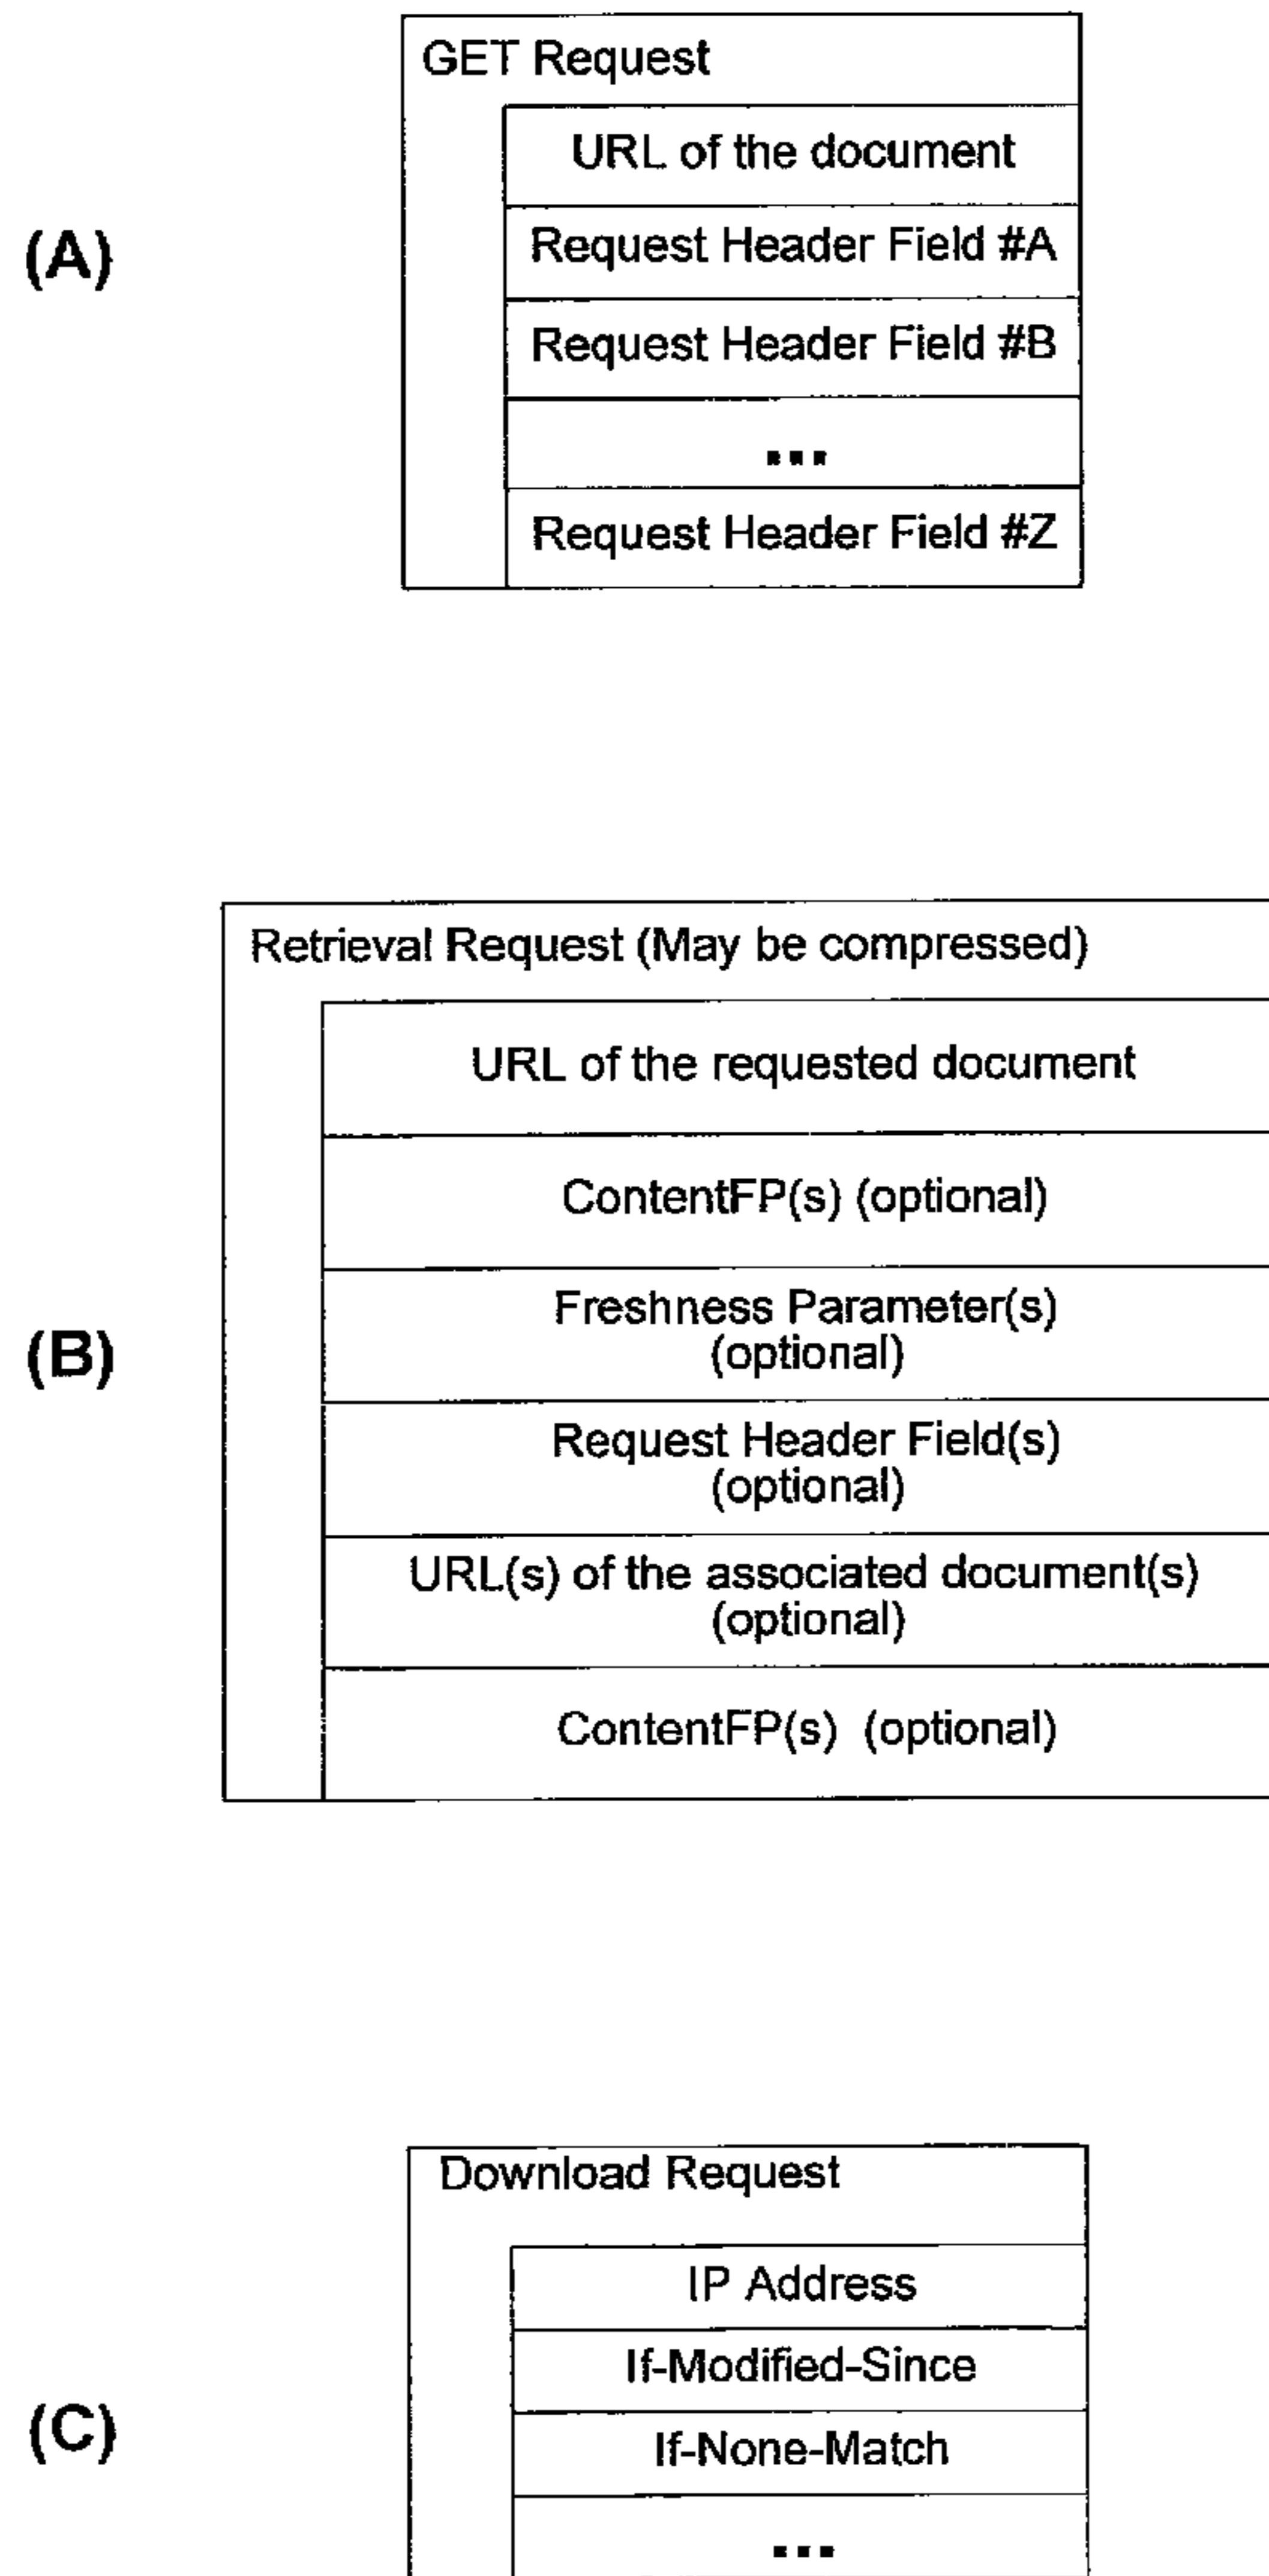 GET Request
URL of the document
(A)
Request Header Field #A
Request Header Field #B
...
Request Header Field #Z
Retrieval Request (May be compressed)
URL of the requested document
ContentFP(s) (optional)
Freshness Parameter(s)
(optional)
(B)
Request Header Field(s)
(optional)
URL(s) of the associated document(s)
(optional)
ContentFP(s) (optional)
Download Request
IP Address
If-Modified-Since
(C)
If-None-Match
...